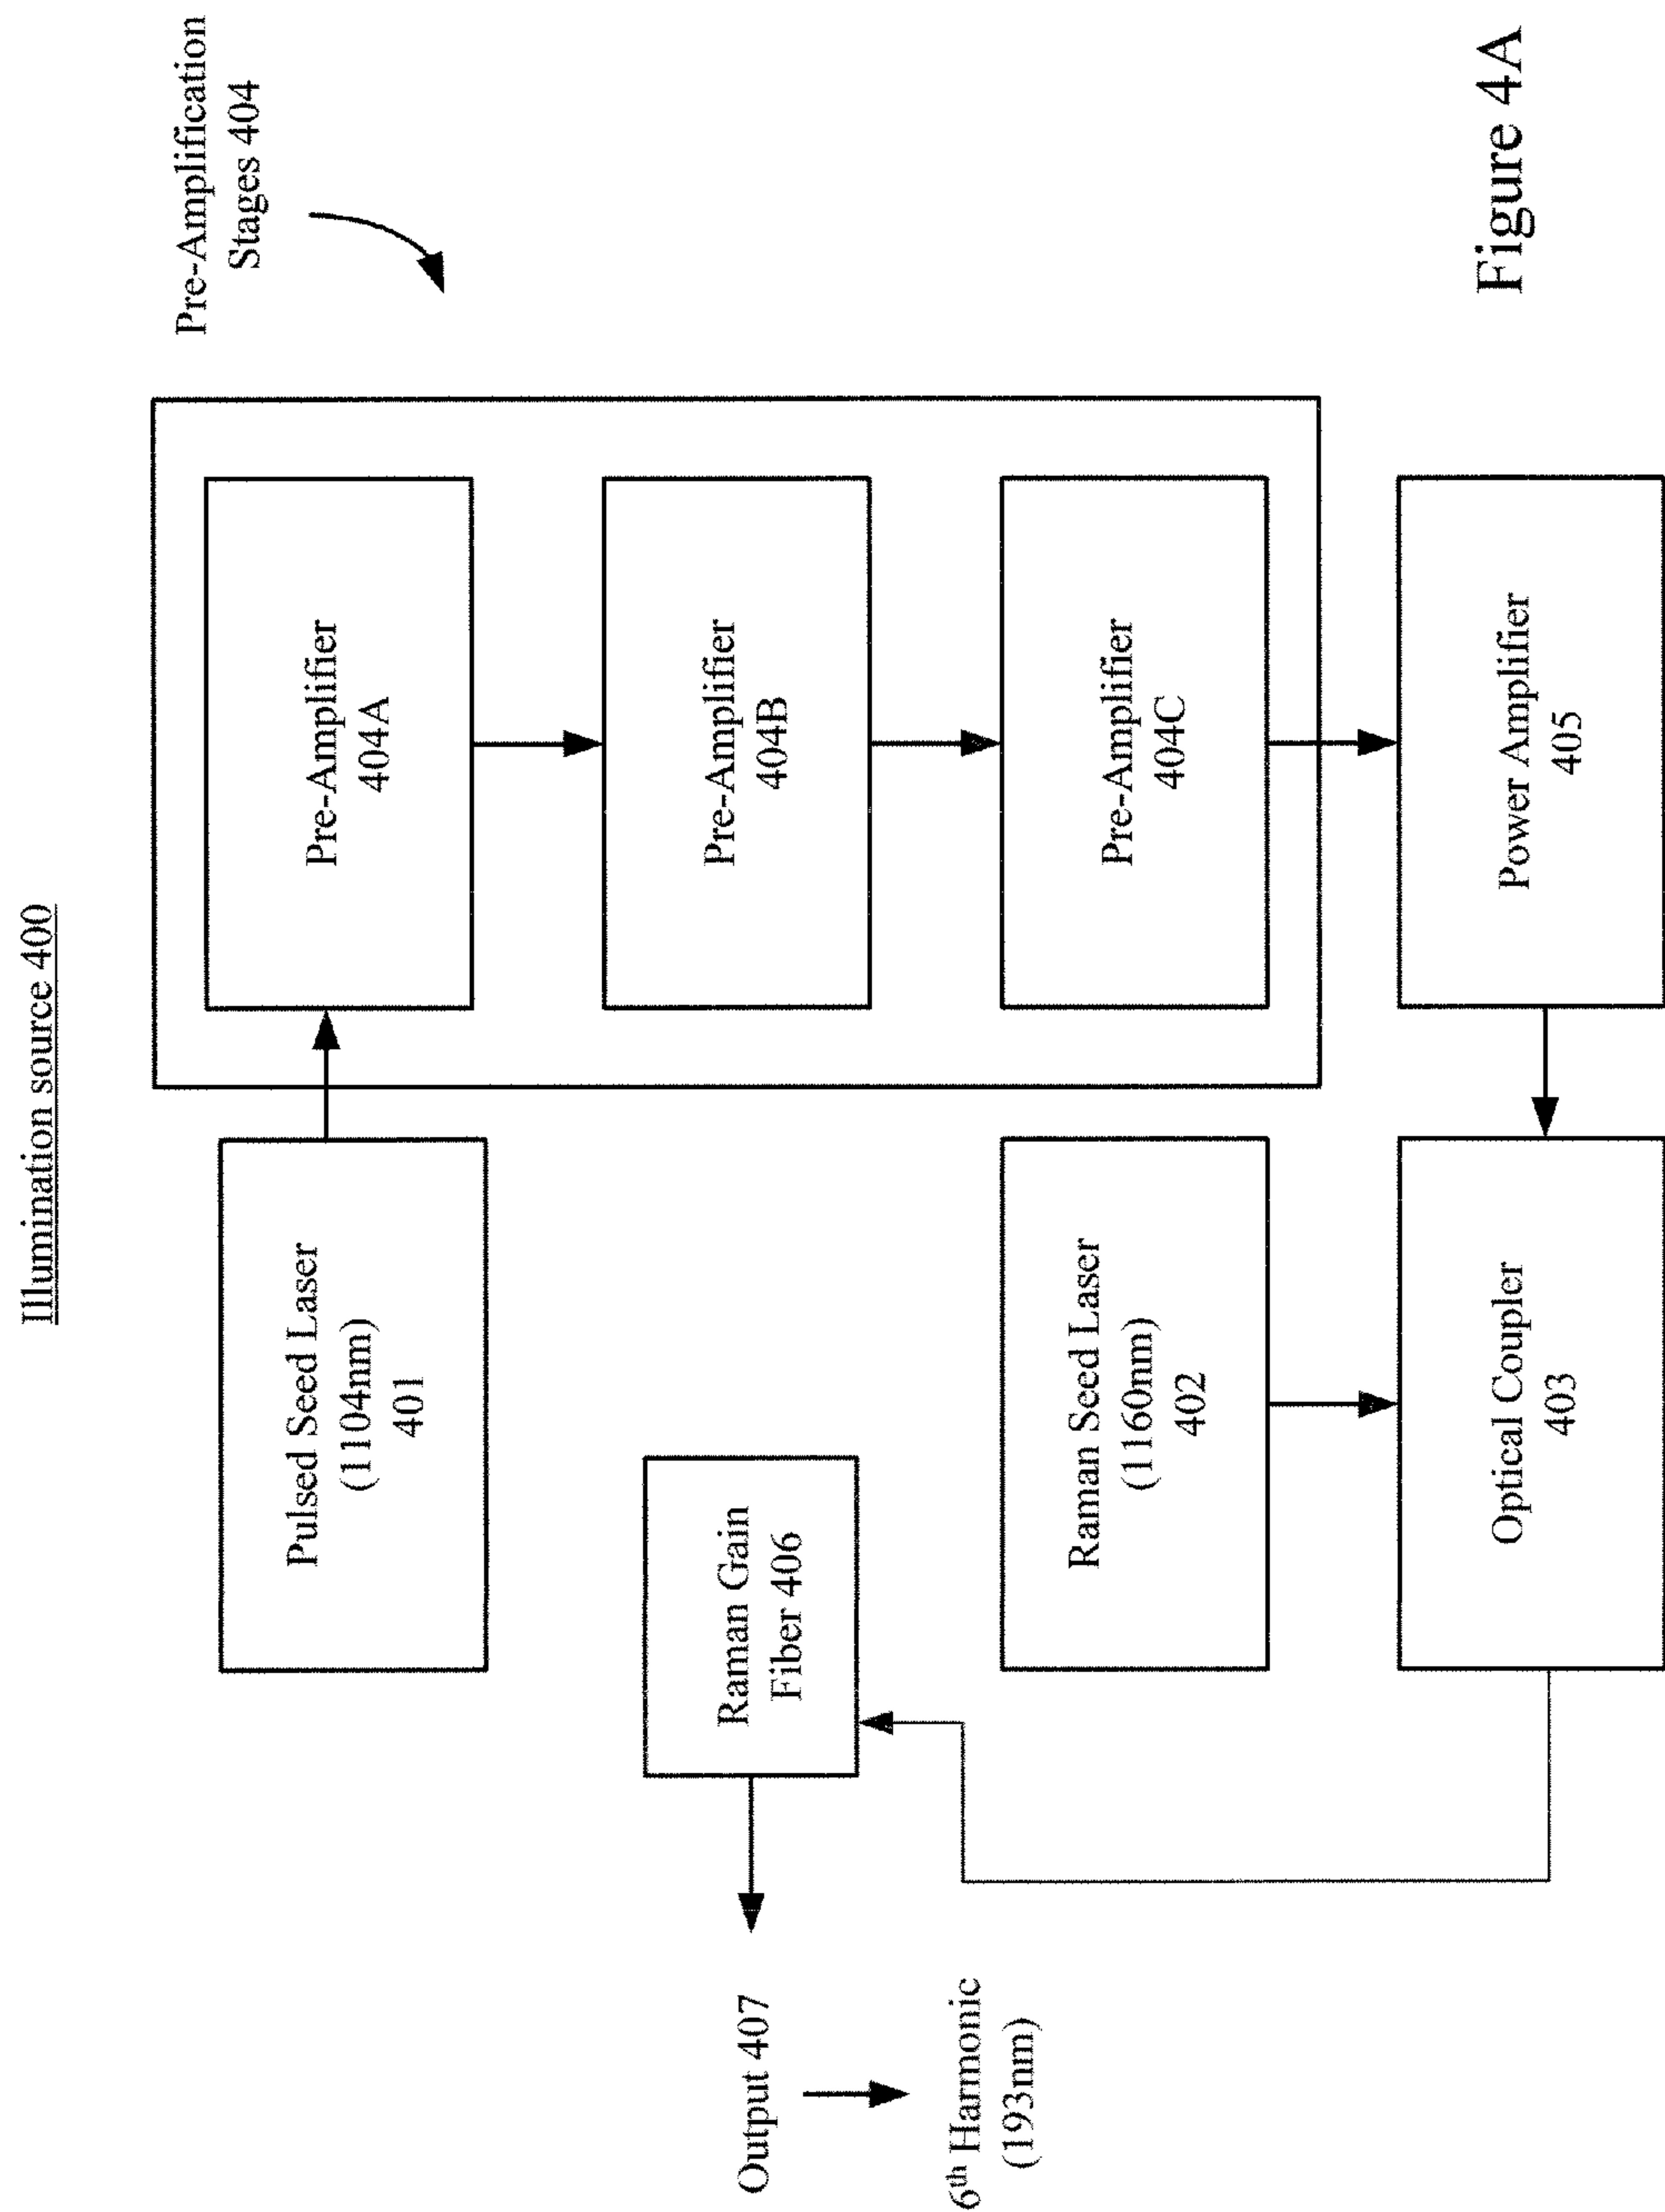 Illumination source 400
Pre-Amplification
Stages 404
Pulsed Seed Laser
(1104nm)
401
Pre-Amplifier
404A
Raman Gain
Fiber 406
Pre-Amplifier
404B
Output 407
6th Harmonic
(193nm)
Raman Seed Laser
(1160nm)
402
Pre-Amplifier
404C
Optical Coupler
403
Power Amplifier
405
Figure 4A